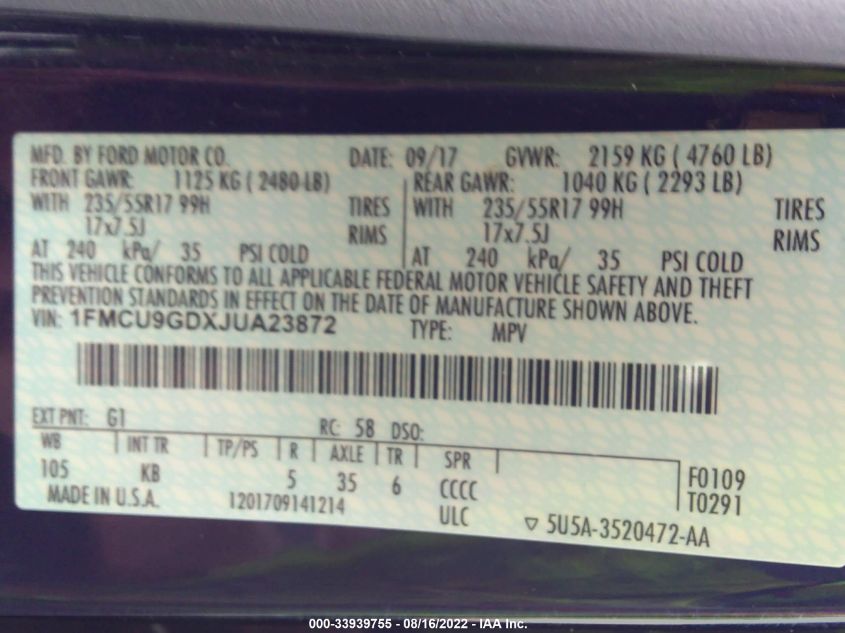 MFD. BY FORD MOTOR CO. DATE: 09/17 GVWR: 2159 KG ( 4760 LB)
FRONT GAWR: 1125 KG ( 2480 LB) REAR GAWR: 1040 KG ( 2293 LB)
WITH 235/55R17 99H TIRES WITH 235/55R17 99H TIRES
17x7.5J RIMS 17x7.5J RIMS
AT 240 kPa/ 35 PSI COLD AT 240 kPa/ 35 PSI COLD
THIS VEHICLE CONFORMS TO ALL APPLICABLE FEDERAL MOTOR VEHICLE SAFETY AND THEFT
PREVENTION STANDARDS IN EFFECT ON THE DATE OF MANUFACTURE SHOWN ABOVE.
VIN: 1FMCU9GDXJUA23872 TYPE: MPV
EXT PNT: G1 RC: 58 DSO:
WB INT TR TP/PS R AXLE TR SPR
105 KB 5 35 6 CCCC F0109
MADE IN U.S.A. 1201709141214 ULC T0291
▽ 5U5A-3520472-AA
000-33939755 - 08/16/2022 - IAA Inc.